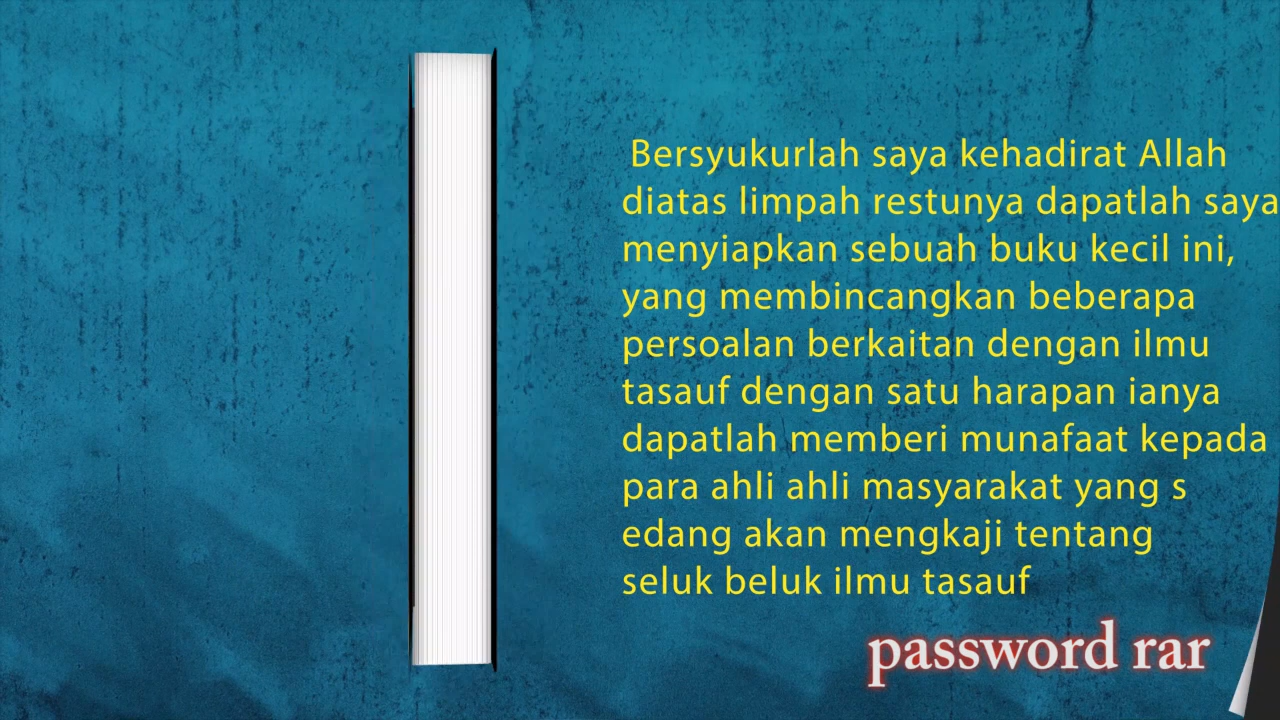 Bersyukurlah saya kehadirat Allah
diatas limpah restunya dapatlah saya
menyiapkan sebuah buku kecil ini,
yang membincangkan beberapa
persoalan berkaitan dengan ilmu
tasauf dengan satu harapan ianya
dapatlah memberi munafaat kepada
para ahli ahli masyarakat yang s
edang akan mengkaji tentang
seluk beluk ilmu tasauf
password rar